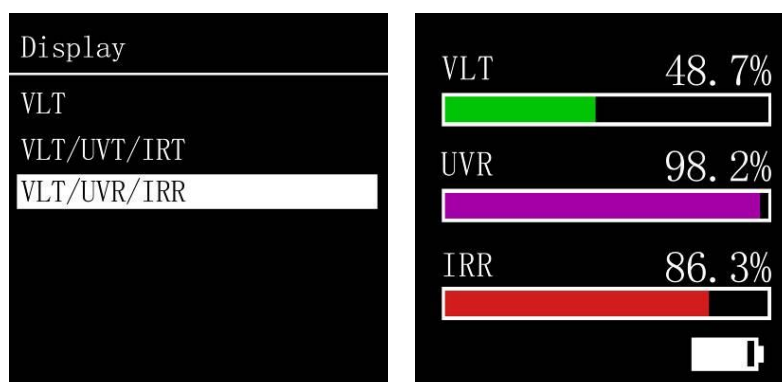 Display
VLT
VLT/UVT/IRT
VLT/UVR/IRR
VLT 48.7%
UVR 98.2%
IRR 86.3%